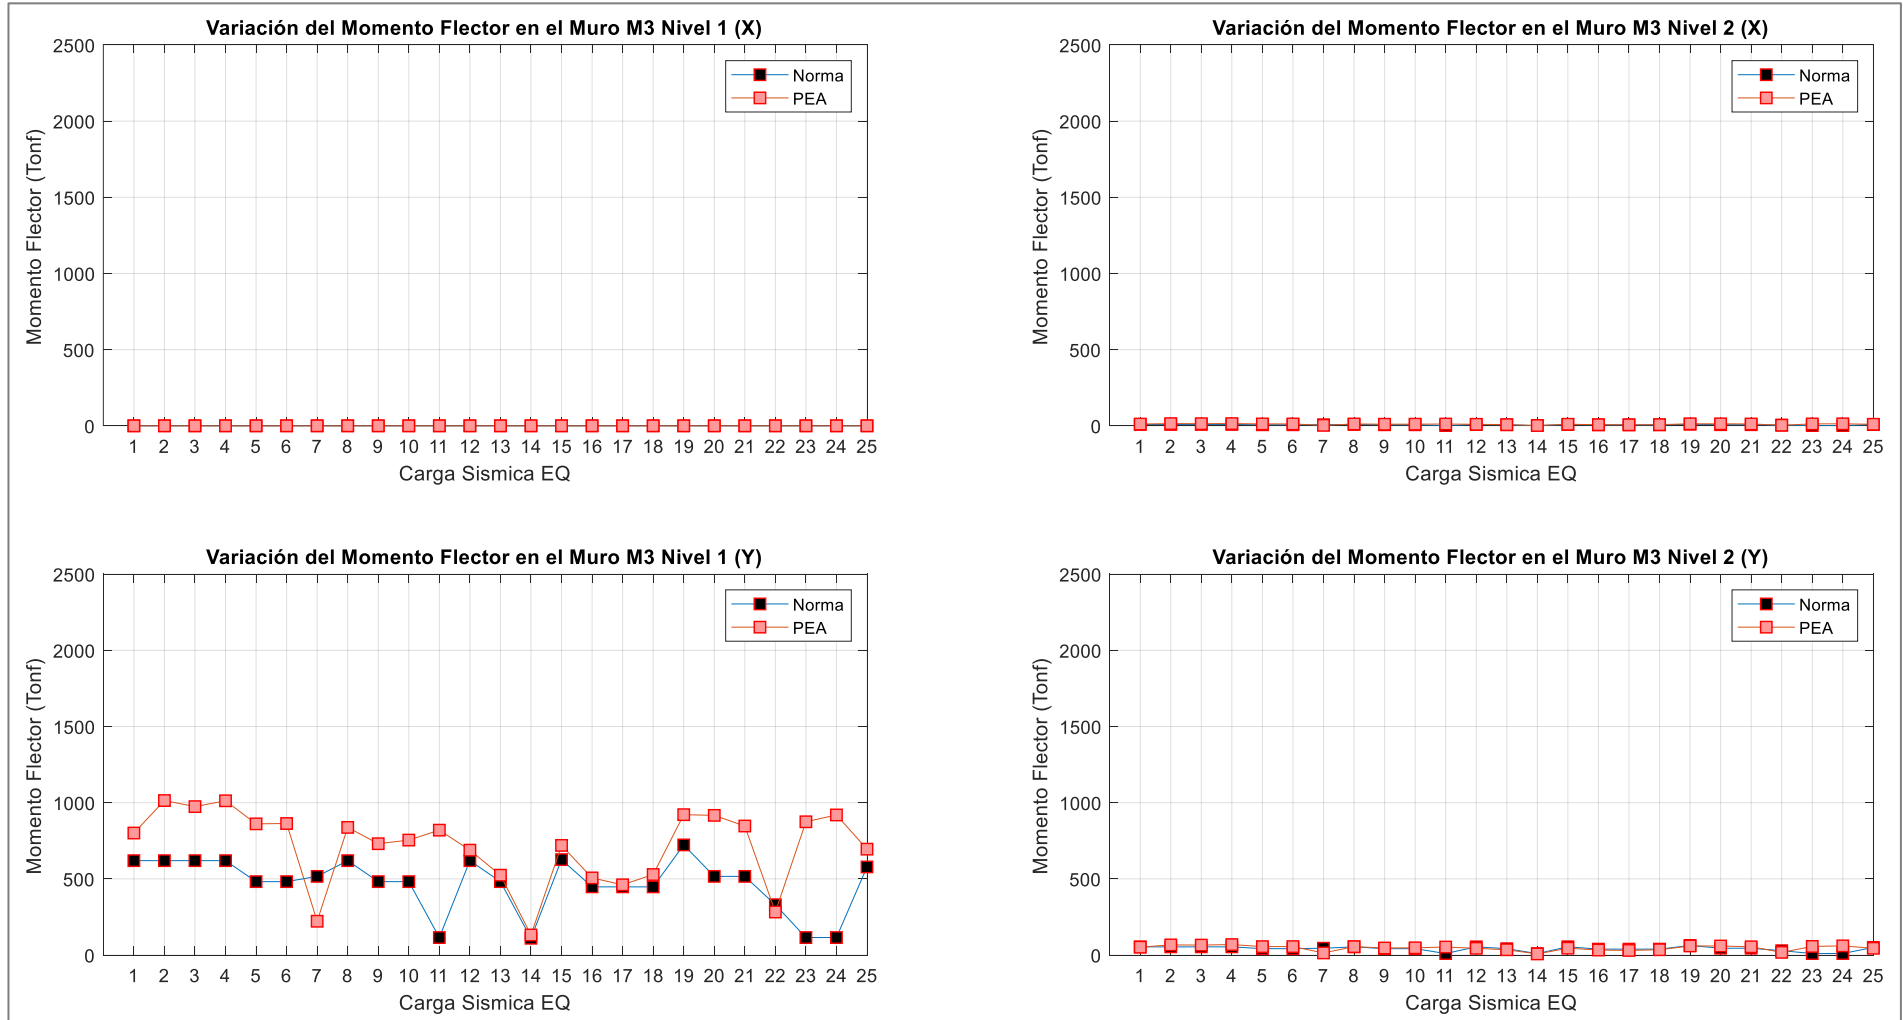 Variación del Momento Flector en el Muro M3 Nivel 1 (X)
2500
2000
1500
1000
500
0
Momento Flector (Tonf)
Norma
PEA
1 2 3 4 5 6 7 8 9 10 11 12 13 14 15 16 17 18 19 20 21 22 23 24 25
Carga Sismica EQ
Variación del Momento Flector en el Muro M3 Nivel 2 (X)
2500
2000
1500
1000
500
0
Momento Flector (Tonf)
Norma
PEA
1 2 3 4 5 6 7 8 9 10 11 12 13 14 15 16 17 18 19 20 21 22 23 24 25
Carga Sismica EQ
Variación del Momento Flector en el Muro M3 Nivel 1 (Y)
2500
2000
1500
1000
500
0
Momento Flector (Tonf)
Norma
PEA
1 2 3 4 5 6 7 8 9 10 11 12 13 14 15 16 17 18 19 20 21 22 23 24 25
Carga Sismica EQ
Variación del Momento Flector en el Muro M3 Nivel 2 (Y)
2500
2000
1500
1000
500
0
Momento Flector (Tonf)
Norma
PEA
1 2 3 4 5 6 7 8 9 10 11 12 13 14 15 16 17 18 19 20 21 22 23 24 25
Carga Sismica EQ